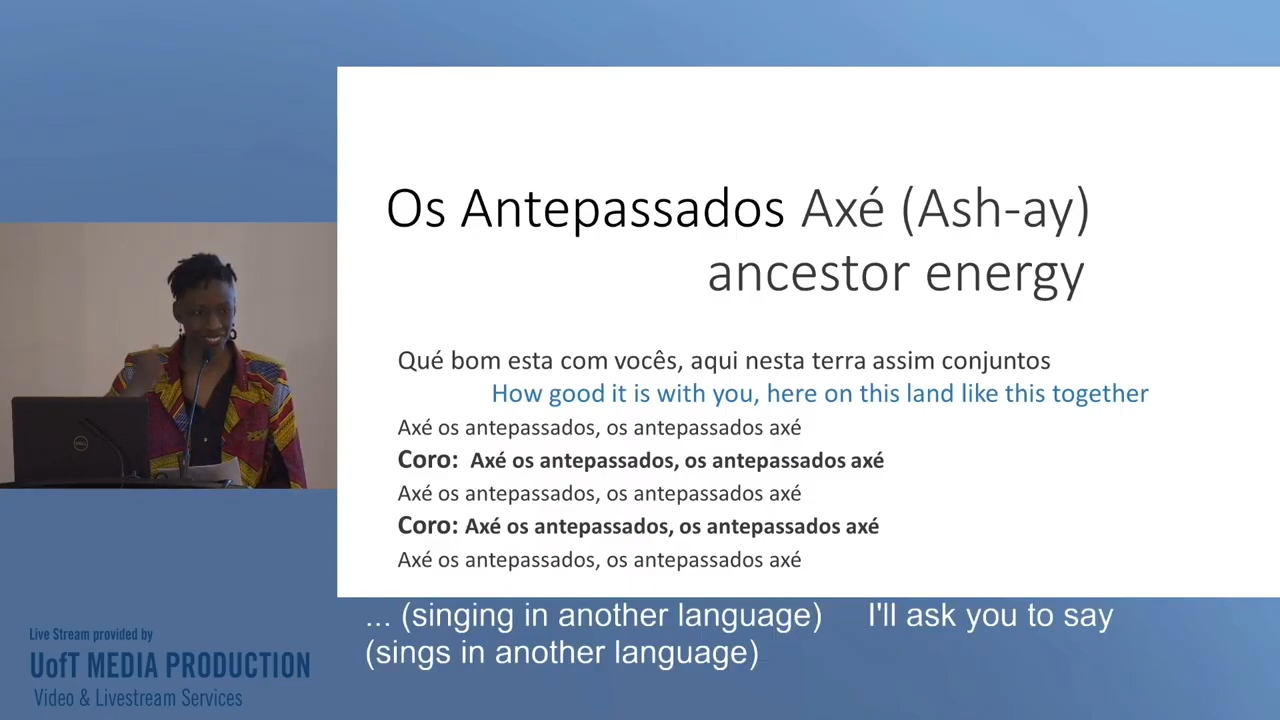 Os Antepassados Axé (Ash-ay)
ancestor energy
Qué bom esta com vocês, aqui nesta terra assim conjuntos
How good it is with you, here on this land like this together
Axé os antepassados, os antepassados axé
Coro: Axé os antepassados, os antepassados axé
Axé os antepassados, os antepassados axé
Coro: Axé os antepassados, os antepassados axé
Axé os antepassados, os antepassados axé
... (singing in another language) I'll ask you to say
(sings in another language)
Live Stream provided by
UofT MEDIA PRODUCTION
Video & Livestream Services
DELL